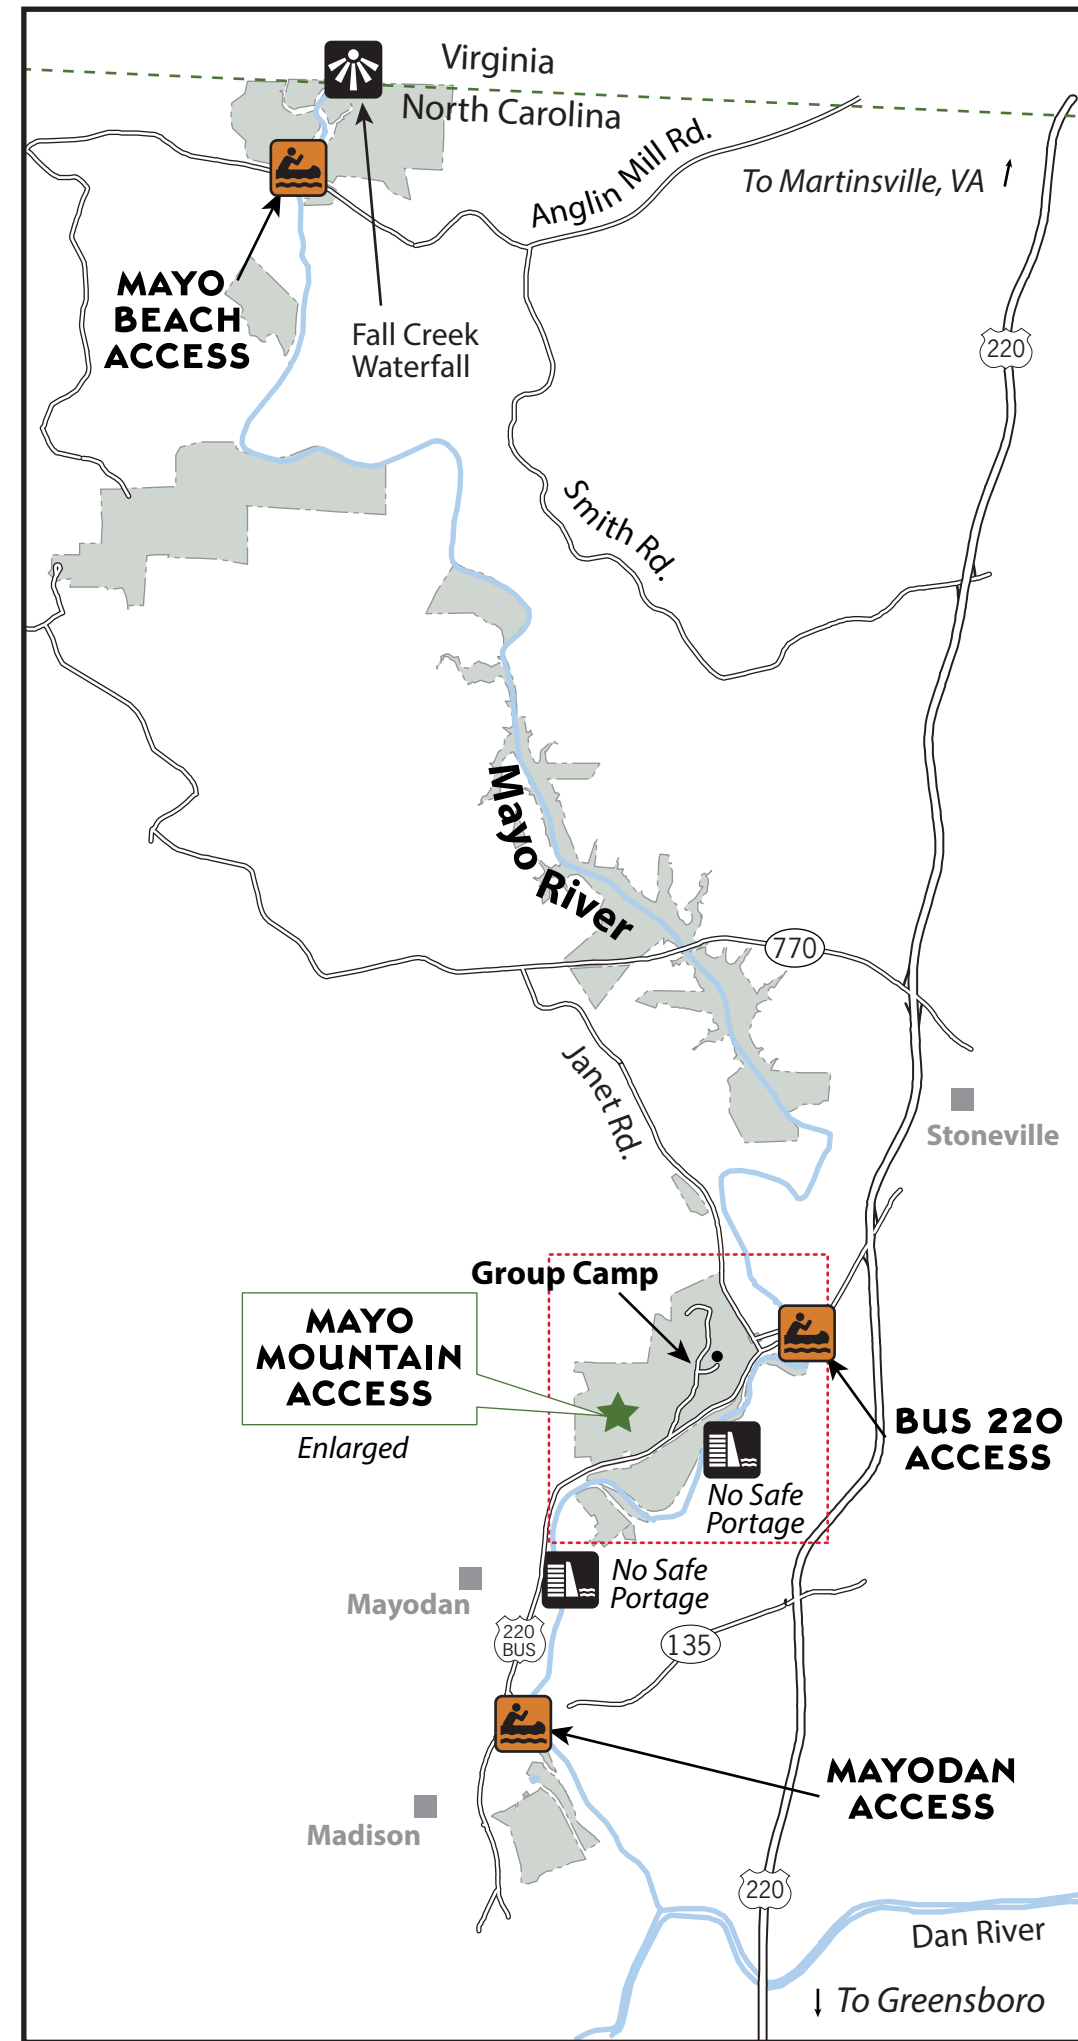 Virginia
North Carolina
Anglin Mill Rd.
To Martinsville, VA
MAYO
BEACH
ACCESS
Fall Creek
Waterfall
220
Smith Rd.
Mayo River
770
Janet Rd.
Stoneville
Group Camp
MAYO
MOUNTAIN
ACCESS
Enlarged
BUS 220
ACCESS
No Safe
Portage
No Safe
Portage
Mayodan
220
BUS
135
MAYODAN
ACCESS
Madison
220
Dan River
To Greensboro